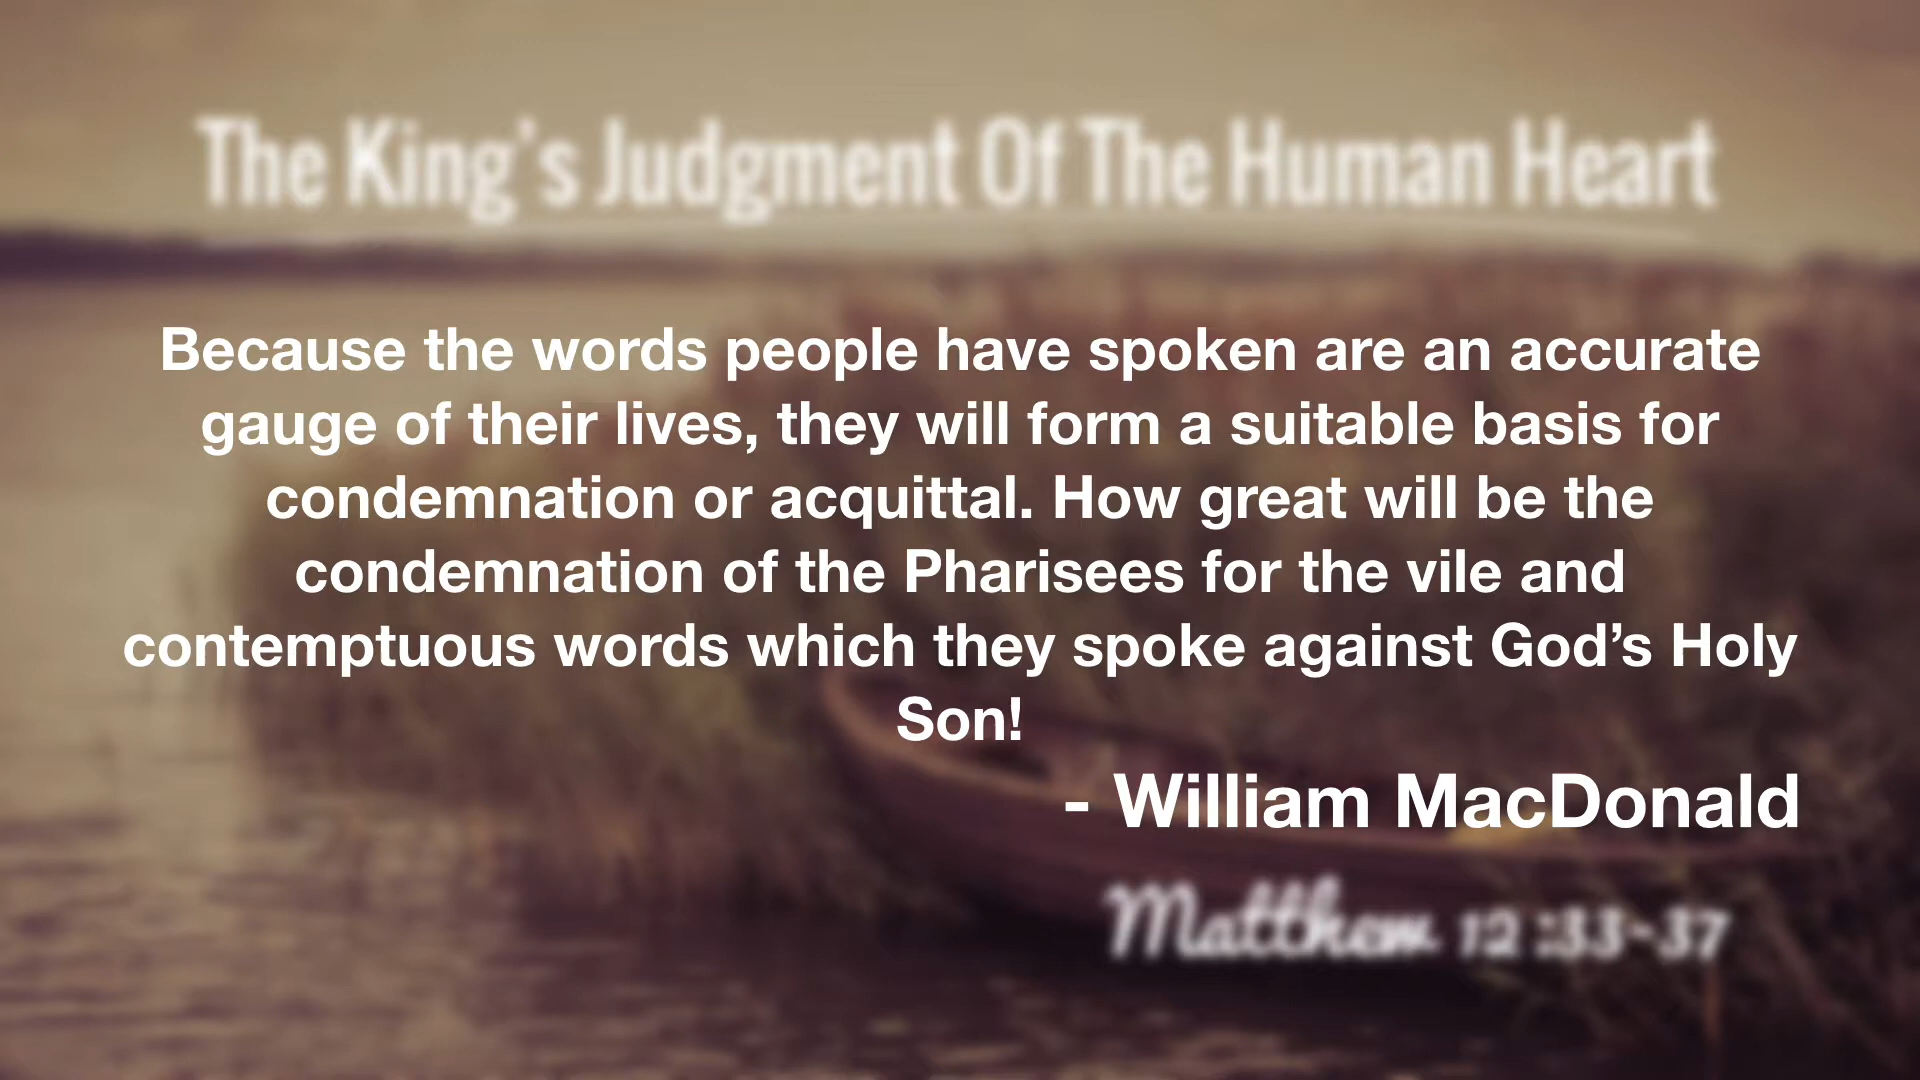 The King's Judgment Of The Human Heart
Because the words people have spoken are an accurate
gauge of their lives, they will form a suitable basis for
condemnation or acquittal. How great will be the
condemnation of the Pharisees for the vile and
contemptuous words which they spoke against God’s Holy
Son!
- William MacDonald
Matthew 12:33-37